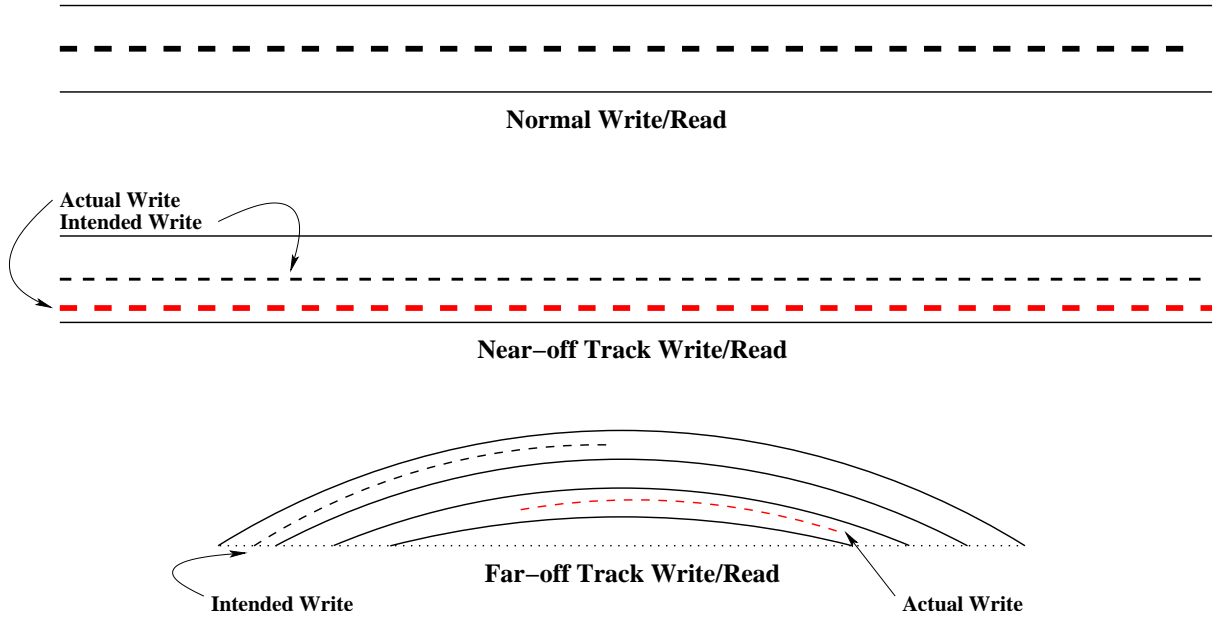 Normal Write/Read
Actual Write
Intended Write
Near−off Track Write/Read
Far−off Track Write/Read
Intended Write
Actual Write